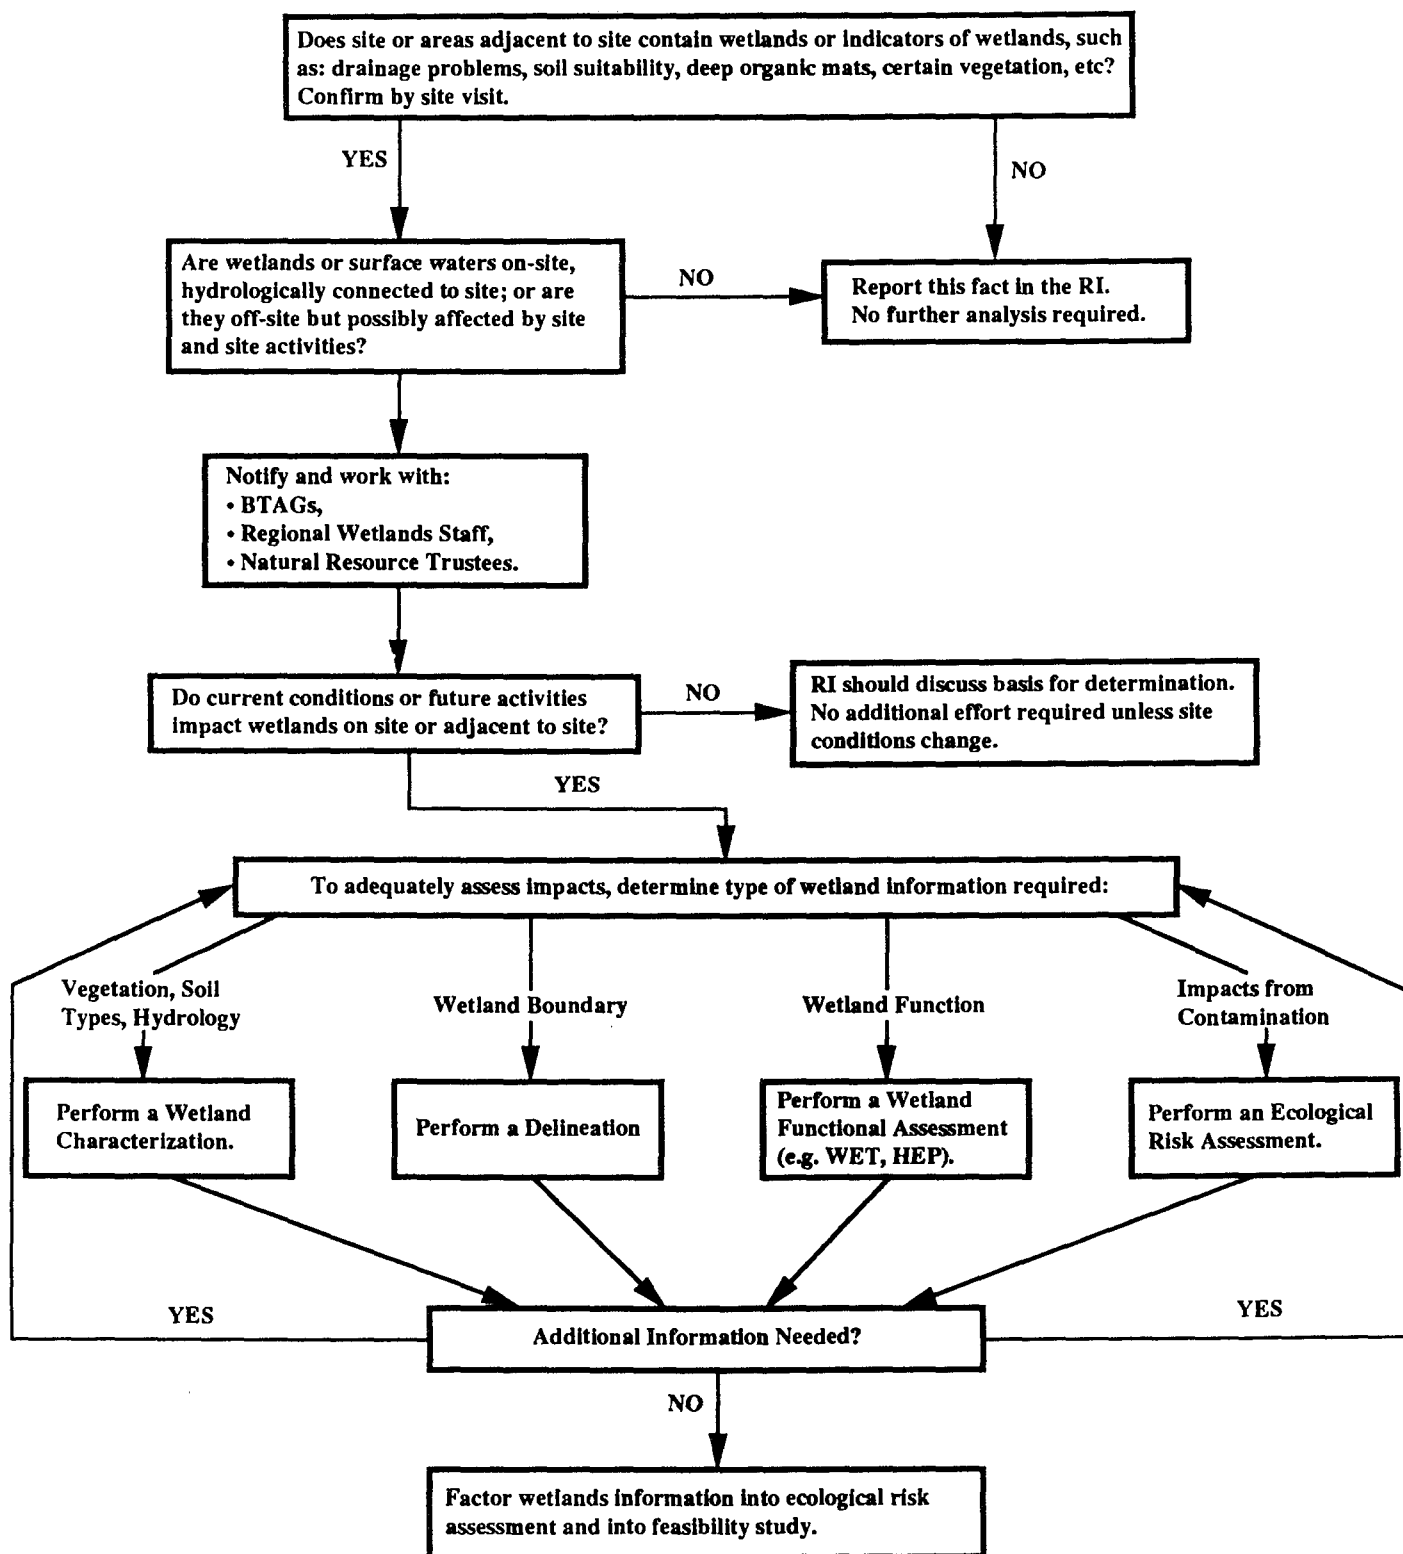 Does site or areas adjacent to site contain wetlands or indicators of wetlands, such
as: drainage problems, soil suitability, deep organic mats, certain vegetation, etc?
Confirm by site visit.
YES
NO
Are wetlands or surface waters on-site,
hydrologically connected to site; or are
they off-site but possibly affected by site
and site activities?
NO
Report this fact in the RI.
No further analysis required.
Notify and work with:
• BTAGs,
• Regional Wetlands Staff,
• Natural Resource Trustees.
Do current conditions or future activities
impact wetlands on site or adjacent to site?
NO
RI should discuss basis for determination.
No additional effort required unless site
conditions change.
YES
To adequately assess impacts, determine type of wetland information required:
Vegetation, Soil
Types, Hydrology
Wetland Boundary
Wetland Function
Impacts from
Contamination
Perform a Wetland
Characterization.
Perform a Delineation
Perform a Wetland
Functional Assessment
(e.g. WET, HEP).
Perform an Ecological
Risk Assessment.
YES
Additional Information Needed?
YES
NO
Factor wetlands information into ecological risk
assessment and into feasibility study.